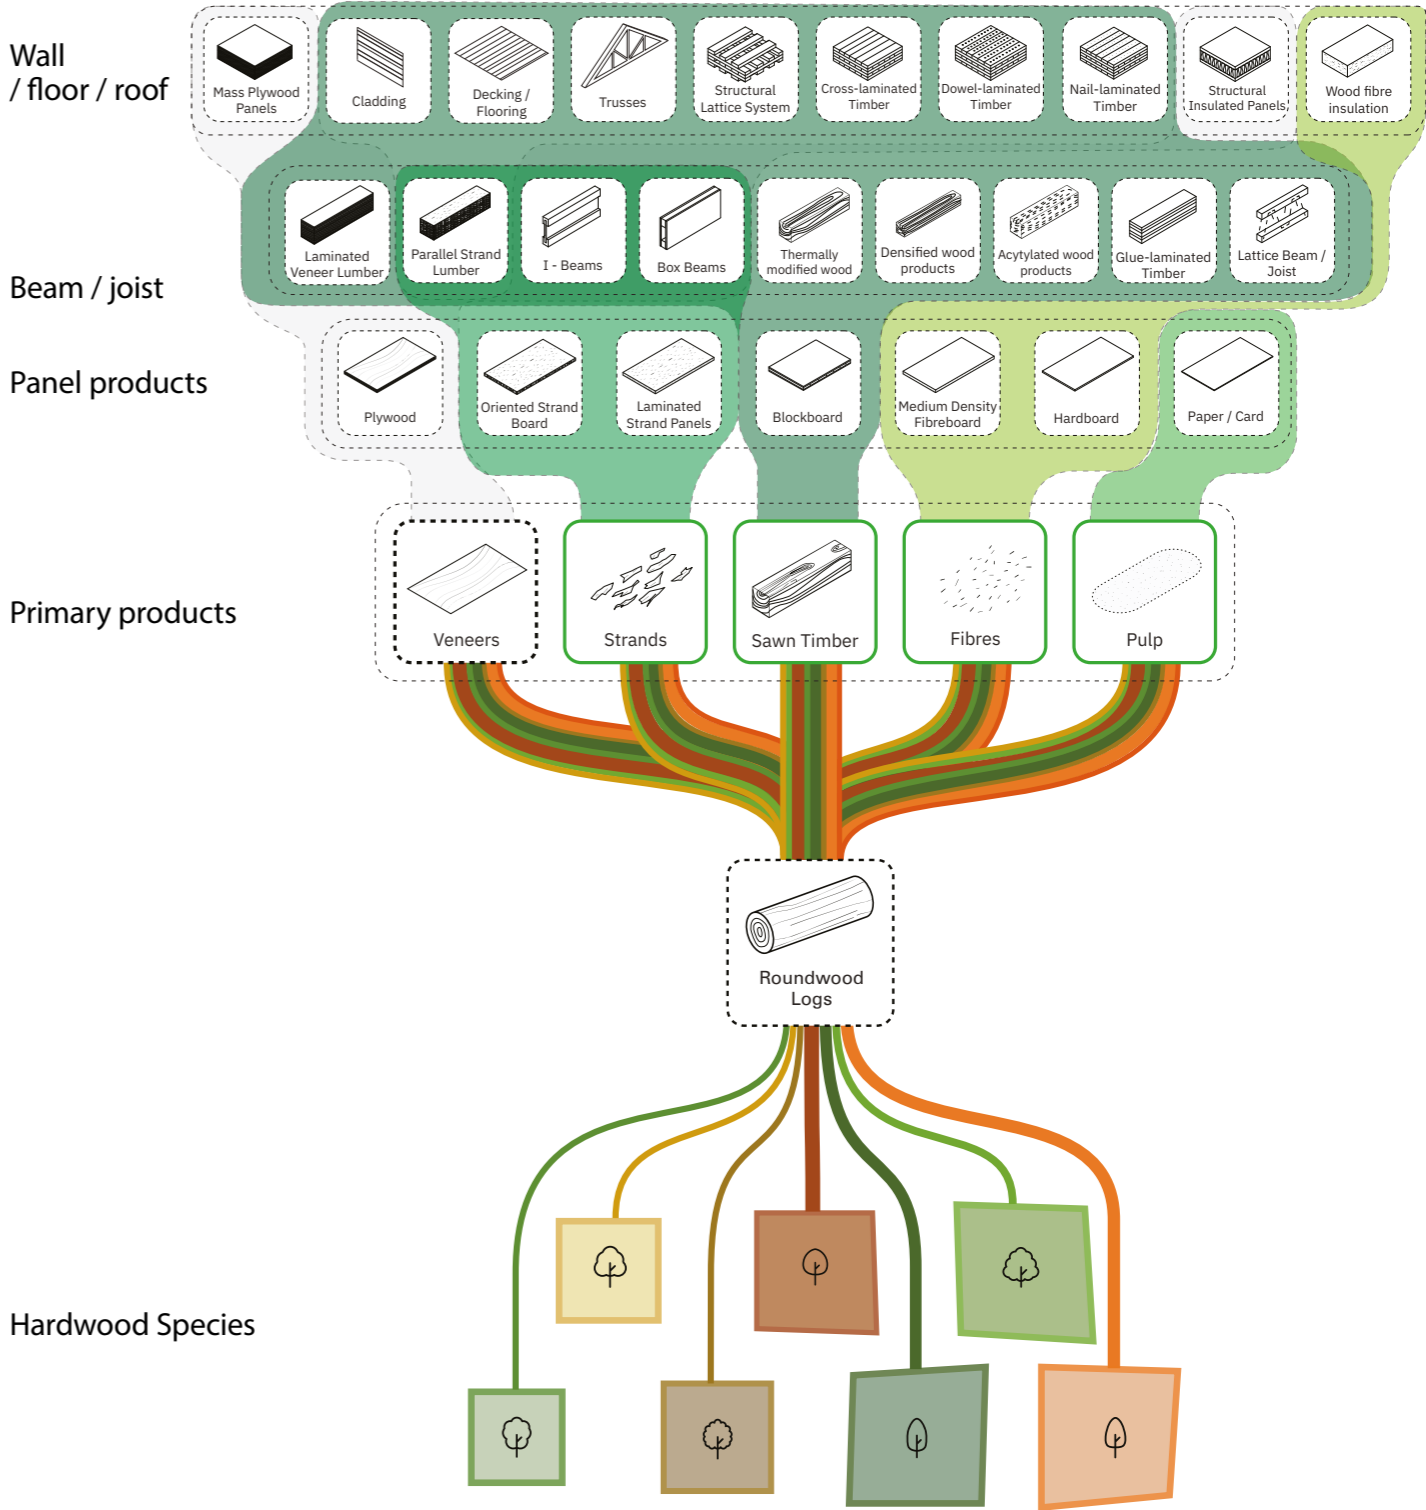 Wall
/ floor / roof
Mass Plywood
Panels
Cladding
Decking /
Flooring
Trusses
Structural
Lattice System
Cross-laminated
Timber
Dowel-laminated
Timber
Nail-laminated
Timber
Structural
Insulated Panels
Wood fibre
insulation
Beam / joist
Laminated
Veneer Lumber
Parallel Strand
Lumber
I - Beams
Box Beams
Thermally
modified wood
Densified wood
products
Acytylated wood
products
Glue-laminated
Timber
Lattice Beam /
Joist
Panel products
Plywood
Oriented Strand
Board
Laminated
Strand Panels
Blockboard
Medium Density
Fibreboard
Hardboard
Paper / Card
Primary products
Veneers
Strands
Sawn Timber
Fibres
Pulp
Roundwood
Logs
Hardwood Species